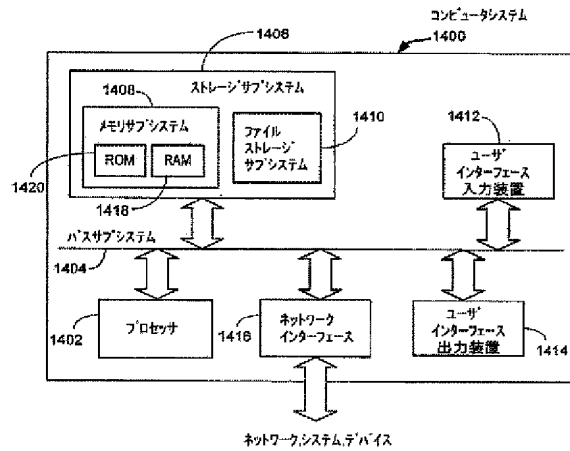 コンピュータシステム
1400
1406
1408
ストレージサブシステム
メモリサブシステム
ROM
RAM
1420
1418
ファイル
ストレージ
サブシステム
1410
1412
ユーザ
インターフェース
入力装置
バスサブシステム
1404
1402
プロセッサ
1416
ネットワーク
インターフェース
ユーザ
インターフェース
出力装置
1414
ネットワーク,システム,デバイス